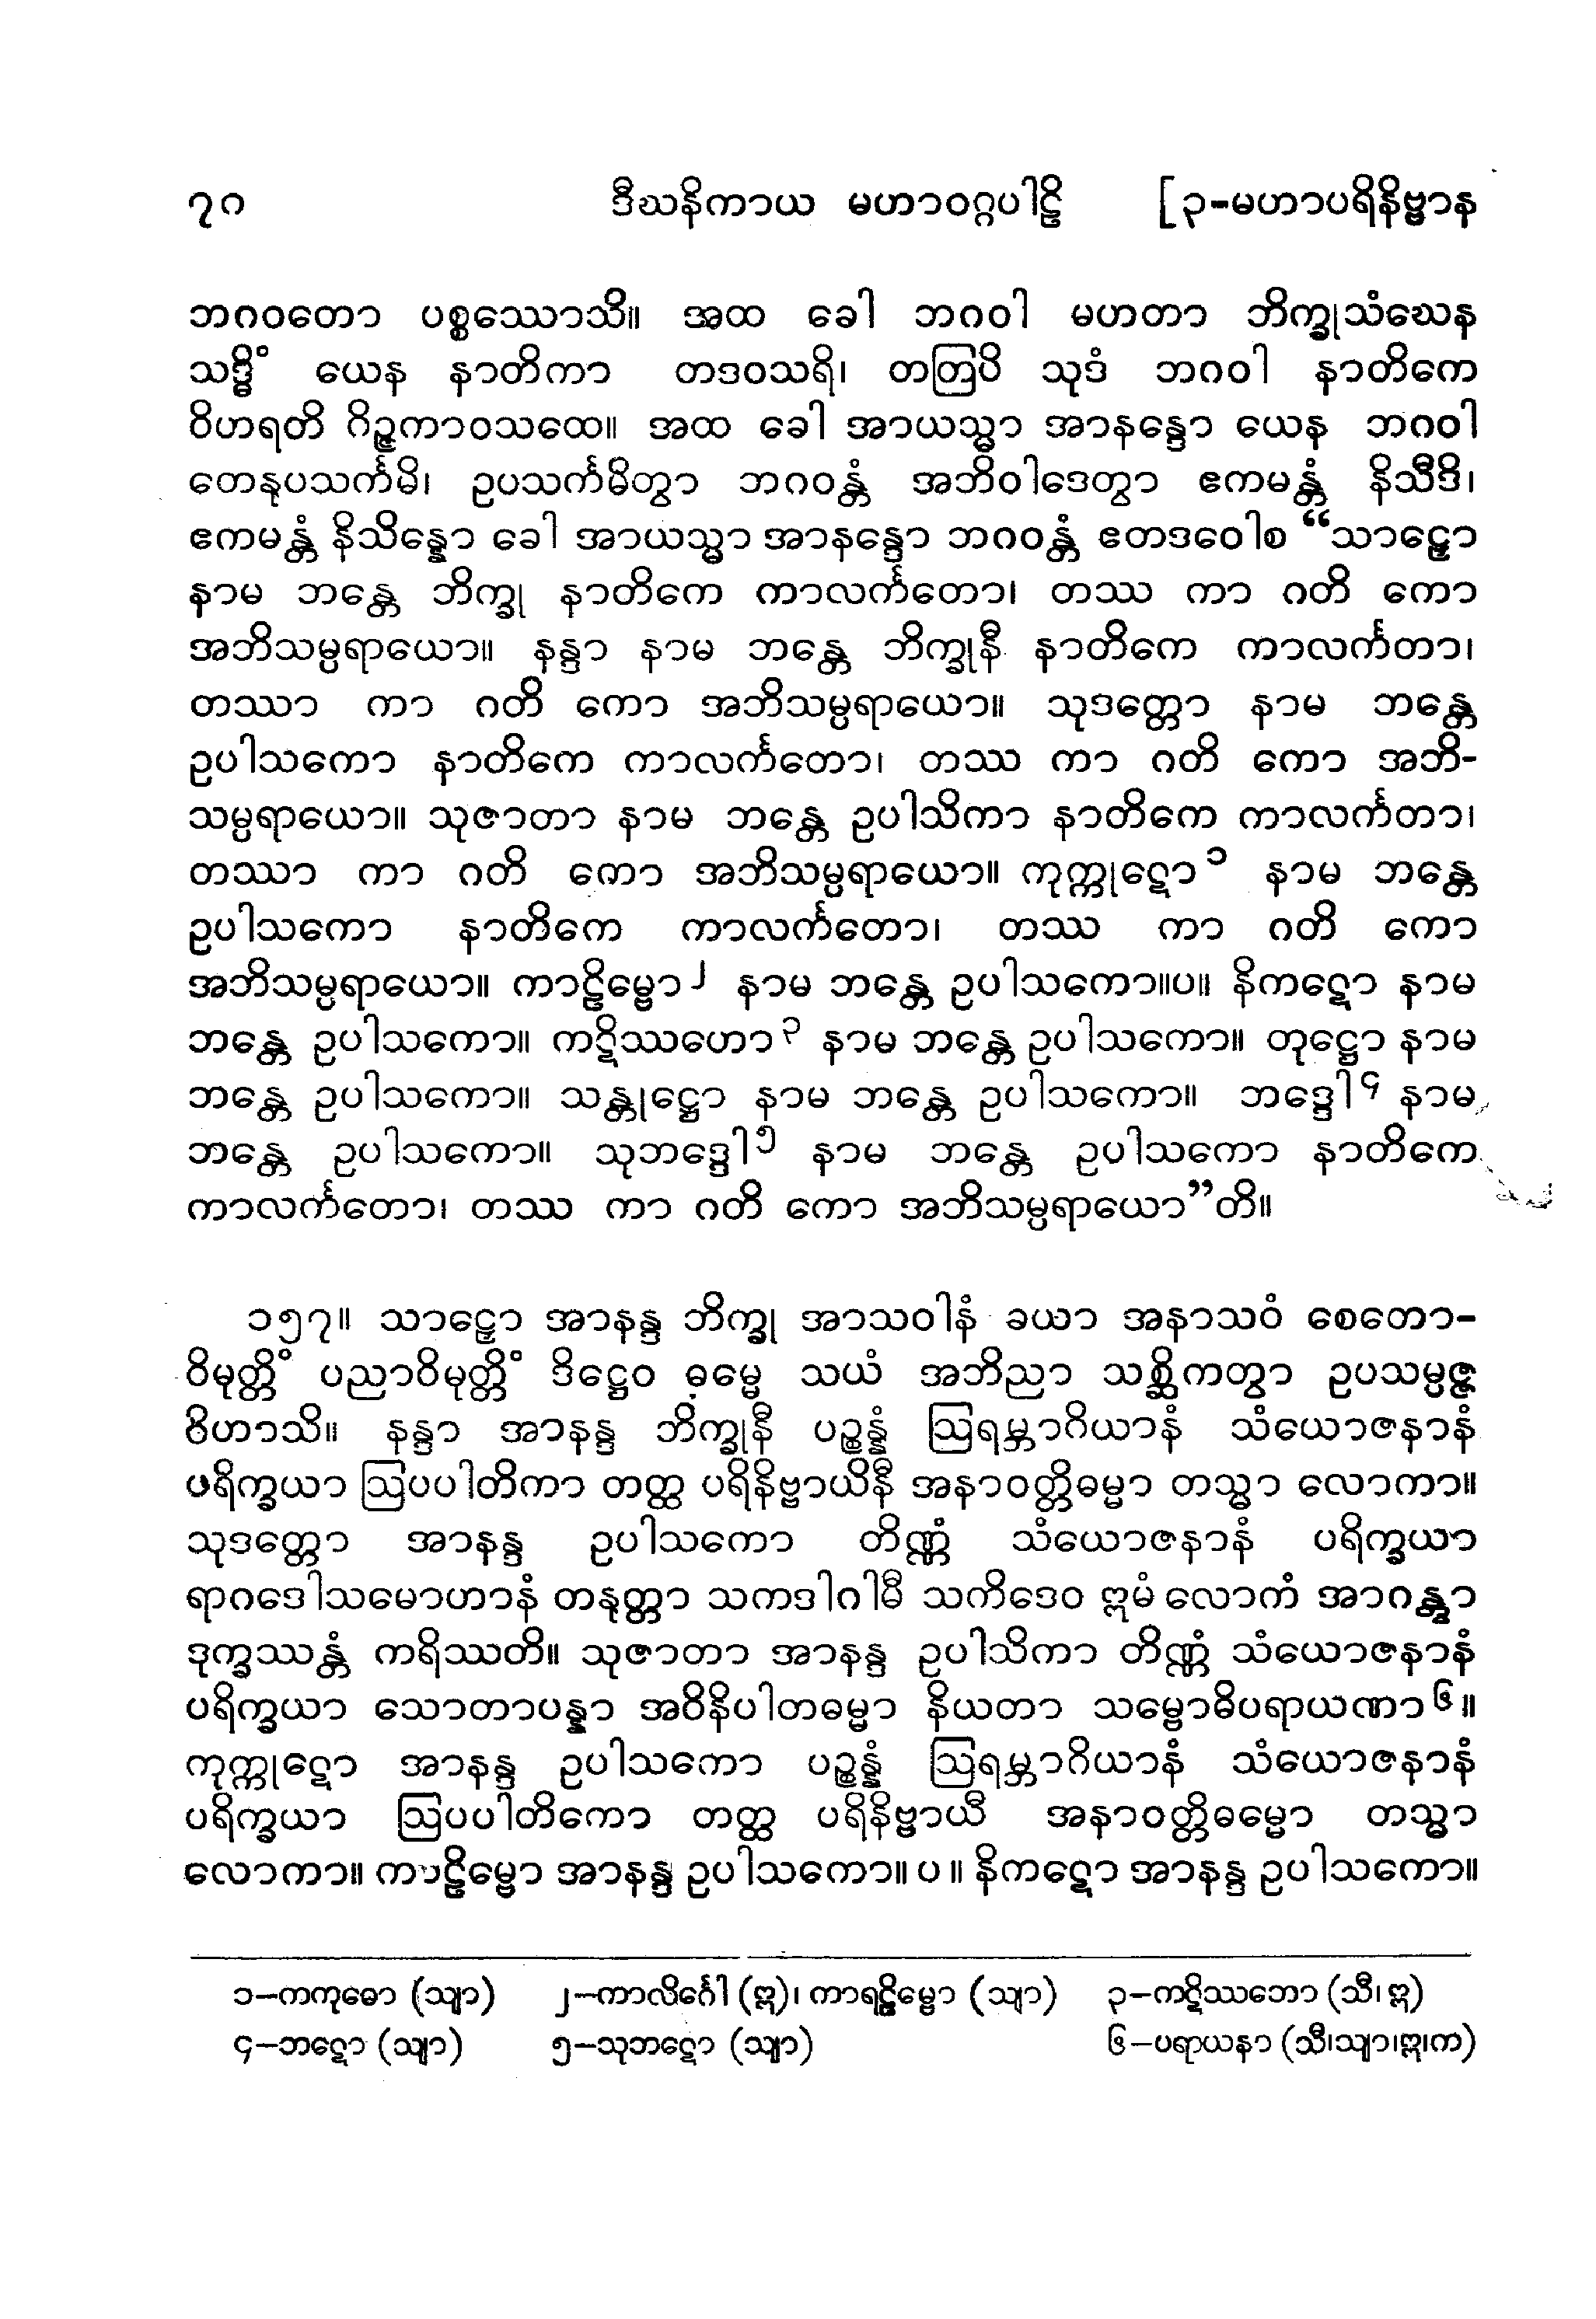 ၇၈ ဒီဃနိကာယ မဟာဝဂ္ဂပါဠိ [၃-မဟာပရိနိဗ္ဗာန
ဘဂဝတော ပစ္စဿောသိ။ အထ ခေါ ဘဂဝါ မဟတာ ဘိက္ခုသံဃေန
သဒ္ဓိံ ယေန နာတိကာ တဒဝသရိ၊ တတြပိ သုဒံ ဘဂဝါ နာတိကေ
ဝိဟရတိ ဂိဉ္ဇကာဝသထေ။ အထ ခေါ အာယသ္မာ အာနန္ဒော ယေန ဘဂဝါ
တေနုပသင်္ကမိ၊ ဥပသင်္ကမိတွာ ဘဂဝန္တံ အဘိဝါဒေတွာ ဧကမန္တံ နိသီဒိ၊
ဧကမန္တံ နိသိန္နော ခေါ အာယသ္မာ အာနန္ဒော ဘဂဝန္တံ ဧတဒဝေါစ “သာဠှော
နာမ ဘန္တေ ဘိက္ခု နာတိကေ ကာလင်္ကတော၊ တဿ ကာ ဂတိ ကော
အဘိသမ္ပရာယော။ နန္ဒာ နာမ ဘန္တေ ဘိက္ခုနီ နာတိကေ ကာလင်္ကတာ၊
တဿာ ကာ ဂတိ ကော အဘိသမ္ပရာယော။ သုဒတ္တော နာမ ဘန္တေ
ဥပါသကော နာတိကေ ကာလင်္ကတော၊ တဿ ကာ ဂတိ ကော အဘိ-
သမ္ပရာယော။ သုဇာတာ နာမ ဘန္တေ ဥပါသိကာ နာတိကေ ကာလင်္ကတာ၊
တဿာ ကာ ဂတိ ကော အဘိသမ္ပရာယော။ ကုက္ကုဋော၁ နာမ ဘန္တေ
ဥပါသကော နာတိကေ ကာလင်္ကတော၊ တဿ ကာ ဂတိ ကော
အဘိသမ္ပရာယော။ ကာဠိမ္ဗော၂ နာမ ဘန္တေ ဥပါသကော။ပ။ နိကဋော နာမ
ဘန္တေ ဥပါသကော။ ကဋိဿဟော၃ နာမ ဘန္တေ ဥပါသကော။ တုဋ္ဌော နာမ
ဘန္တေ ဥပါသကော။ သန္တုဋ္ဌော နာမ ဘန္တေ ဥပါသကော။ ဘဒ္ဒေါ၄ နာမ
ဘန္တေ ဥပါသကော။ သုဘဒ္ဒေါ၅ နာမ ဘန္တေ ဥပါသကော နာတိကေ
ကာလင်္ကတော၊ တဿ ကာ ဂတိ ကော အဘိသမ္ပရာယော”တိ။
၁၅၇။ သာဠှော အာနန္ဒ ဘိက္ခု အာသဝါနံ ခယာ အနာသဝံ စေတော-
ဝိမုတ္တိံ ပညာဝိမုတ္တိံ ဒိဋ္ဌေဝ ဓမ္မေ သယံ အဘိညာ သစ္ဆိကတွာ ဥပသမ္ပဇ္ဇ
ဝိဟာသိ။ နန္ဒာ အာနန္ဒ ဘိက္ခုနီ ပဉ္စန္နံ ဩရမ္ဘာဂိယာနံ သံယောဇနာနံ
ပရိက္ခယာ ဩပပါတိကာ တတ္ထ ပရိနိဗ္ဗာယိနီ အနာဝတ္တိဓမ္မာ တသ္မာ လောကာ။
သုဒတ္တော အာနန္ဒ ဥပါသကော တိဏ္ဏံ သံယောဇနာနံ ပရိက္ခယာ
ရာဂဒေါသမောဟာနံ တနုတ္တာ သကဒါဂါမီ သကိဒေဝ ဣမံ လောကံ အာဂန္တွာ
ဒုက္ခဿန္တံ ကရိဿတိ။ သုဇာတာ အာနန္ဒ ဥပါသိကာ တိဏ္ဏံ သံယောဇနာနံ
ပရိက္ခယာ သောတာပန္နာ အဝိနိပါတဓမ္မာ နိယတာ သမ္ဗောဓိပရာယဏာ၆။
ကုက္ကုဋော အာနန္ဒ ဥပါသကော ပဉ္စန္နံ ဩရမ္ဘာဂိယာနံ သံယောဇနာနံ
ပရိက္ခယာ ဩပပါတိကော တတ္ထ ပရိနိဗ္ဗာယီ အနာဝတ္တိဓမ္မော တသ္မာ
လောကာ။ ကာဠိမ္ဗော အာနန္ဒ ဥပါသကော။ ပ ။ နိကဋော အာနန္ဒ ဥပါသကော။
၁−ကကုဓော (သျာ) ၂−ကာလိင်္ဂေါ (ဣ)၊ ကာရဠိမ္ဗော (သျာ) ၃−ကဋိဿဘော (သီ၊ ဣ)
၄−ဘဋော (သျာ) ၅−သုဘဋော (သျာ) ၆−ပရာယနာ (သီ၊သျာ၊ဣ၊က)